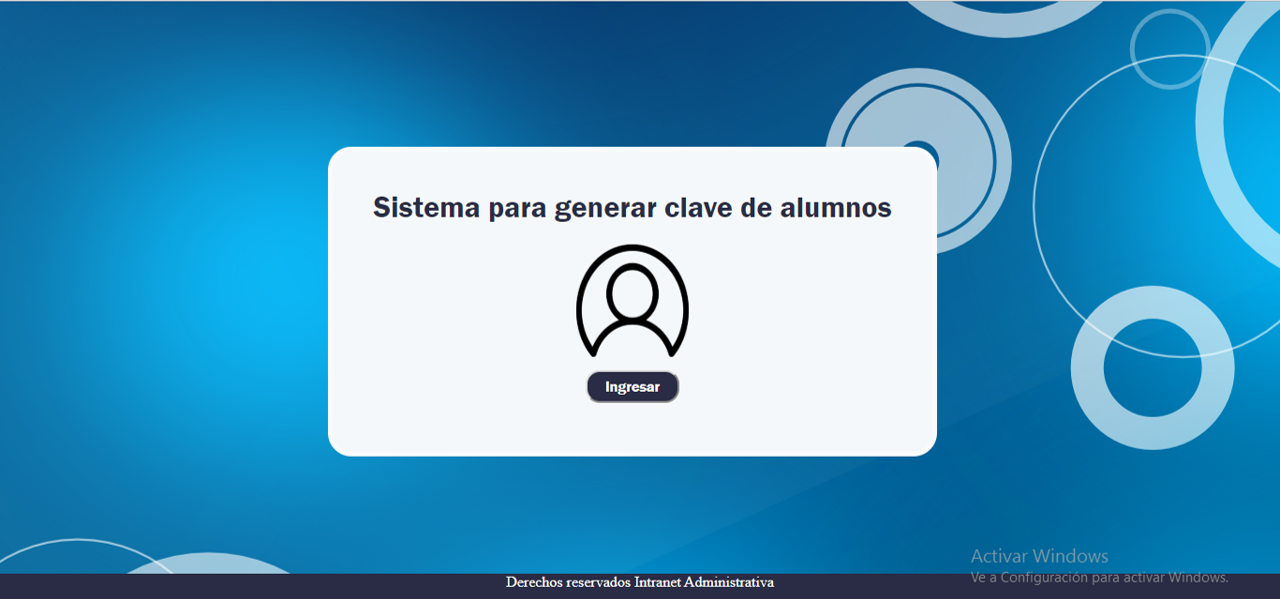 Sistema para generar clave de alumnos
Ingresar
Activar Windows
Ve a Configuración para activar Windows.
Derechos reservados Intranet Administrativa